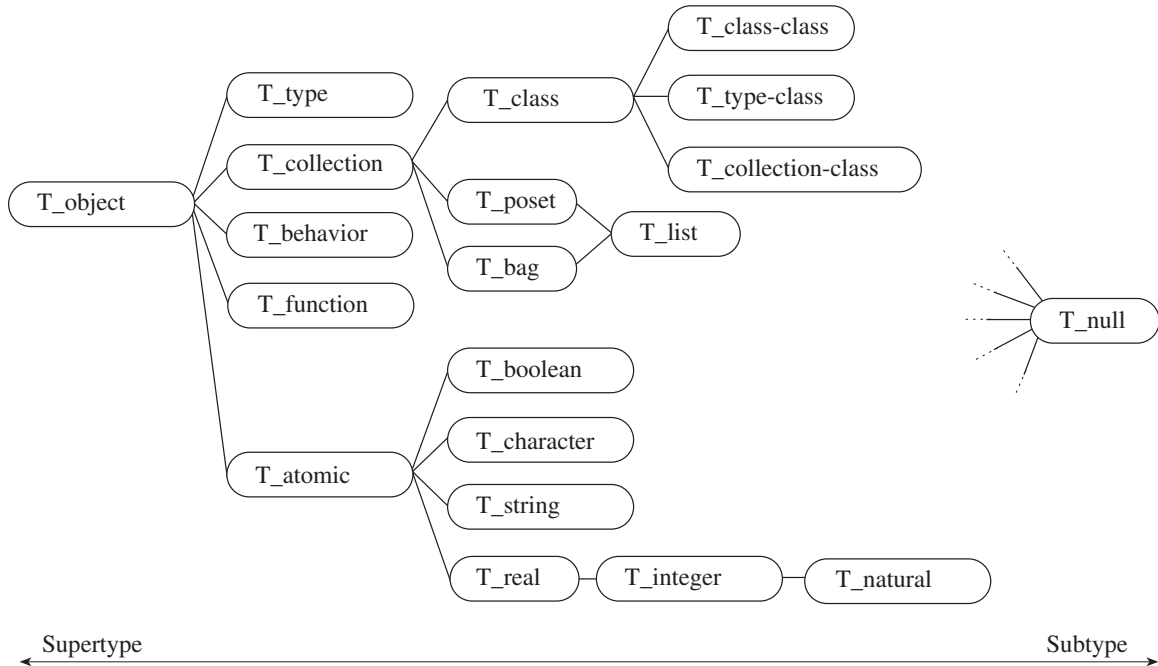 T_class-class
T_type
T_class
T_type-class
T_collection
T_collection-class
T_object
T_poset
T_behavior
T_list
T_bag
T_function
T_null
T_boolean
T_character
T_atomic
T_string
T_real
T_integer
T_natural
Supertype
Subtype